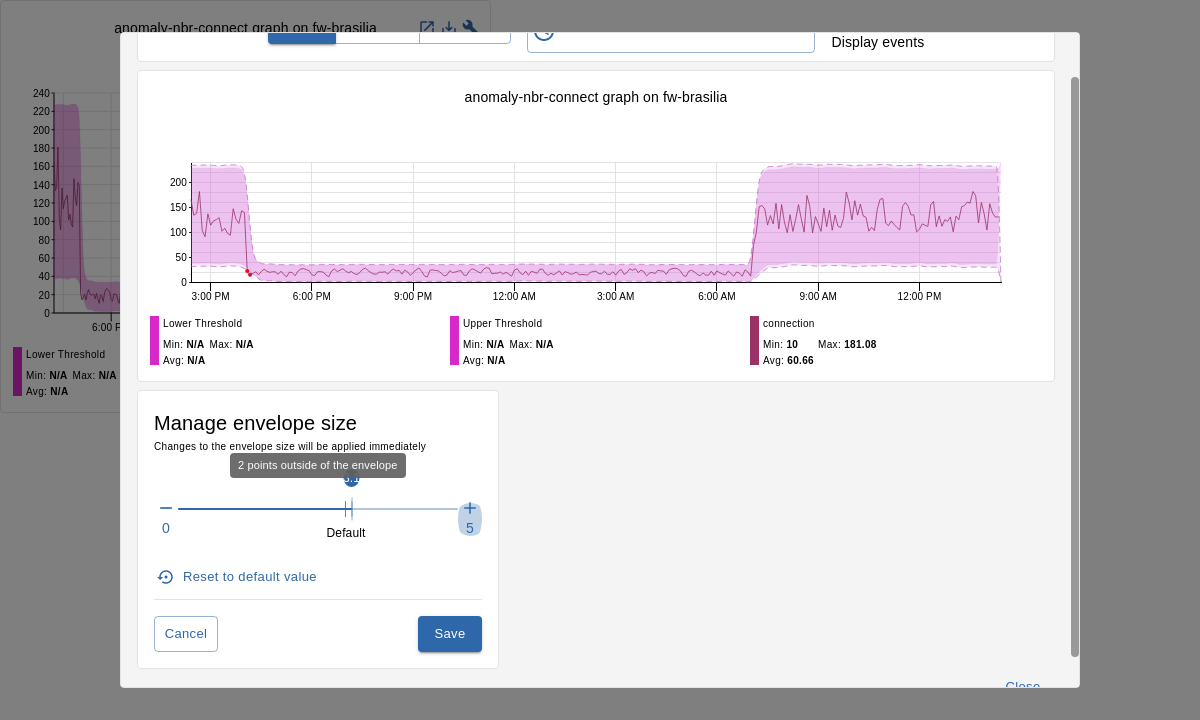 anomaly-nbr-connect graph on fw-brasilia
Display events
240
220
200
180
160
140
120
100
80
60
40
20
0
6:00 P
Lower Threshold
Min: N/A Max: N/A
Avg: N/A
anomaly-nbr-connect graph on fw-brasilia
200
150
100
50
0
3:00 PM 6:00 PM 9:00 PM 12:00 AM 3:00 AM 6:00 AM 9:00 AM 12:00 PM
Lower Threshold
Min: N/A Max: N/A
Avg: N/A
Upper Threshold
Min: N/A Max: N/A
Avg: N/A
connection
Min: 10 Max: 181.08
Avg: 60.66
Manage envelope size
Changes to the envelope size will be applied immediately
2 points outside of the envelope
0
5
Default
Reset to default value
Cancel
Save
Close